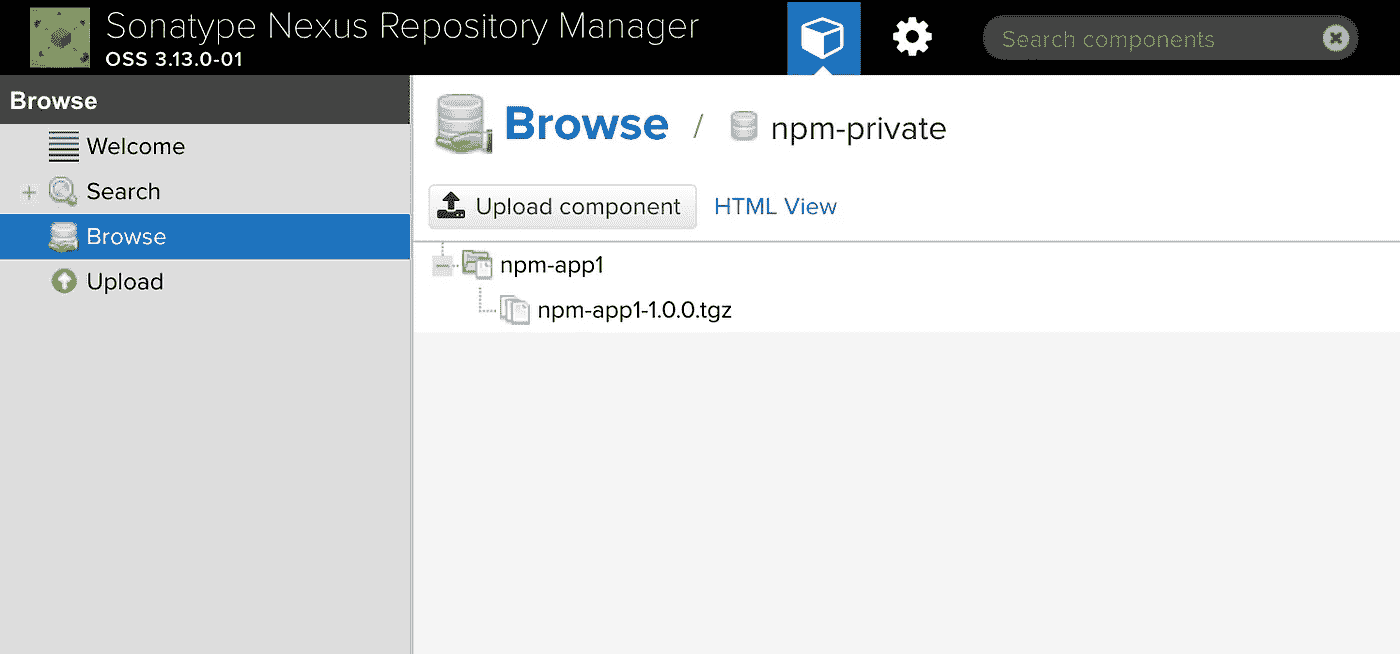 Sonatype Nexus Repository Manager
OSS 3.13.0-01
Search components
Browse
Welcome
Search
Browse
Upload
Browse / npm-private
Upload component HTML View
npm-app1
npm-app1-1.0.0.tgz